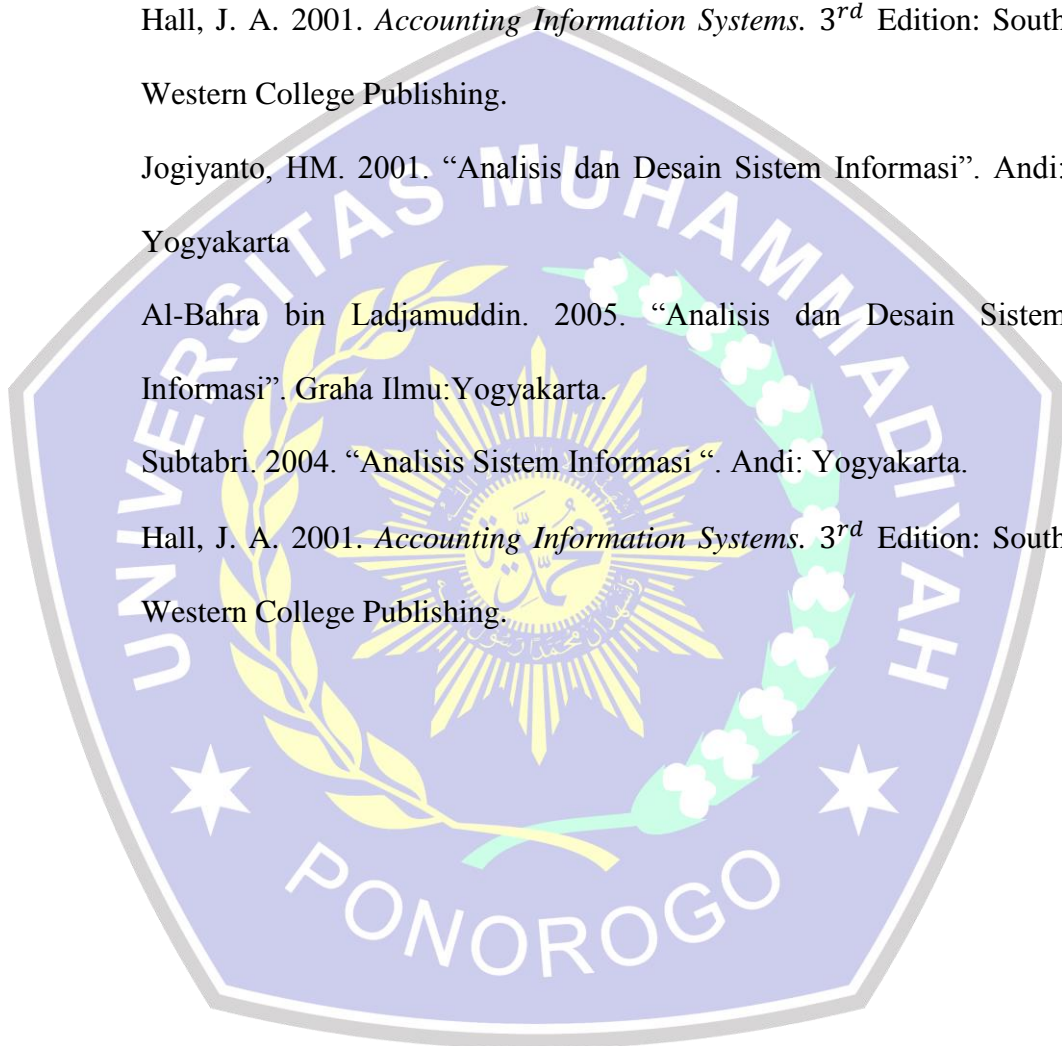 Hall, J. A. 2001. Accounting Information Systems. 3rd Edition: South
Western College Publishing.
Jogiyanto, HM. 2001. “Analisis dan Desain Sistem Informasi”. Andi:
Yogyakarta
Al-Bahra bin Ladjamuddin. 2005. “Analisis dan Desain Sistem
Informasi”. Graha Ilmu:Yogyakarta.
Subtabri. 2004. “Analisis Sistem Informasi “. Andi: Yogyakarta.
Hall, J. A. 2001. Accounting Information Systems. 3rd Edition: South
Western College Publishing.
UNIVERSITAS MUHAMMADIYAH
PONOROGO
محمدية